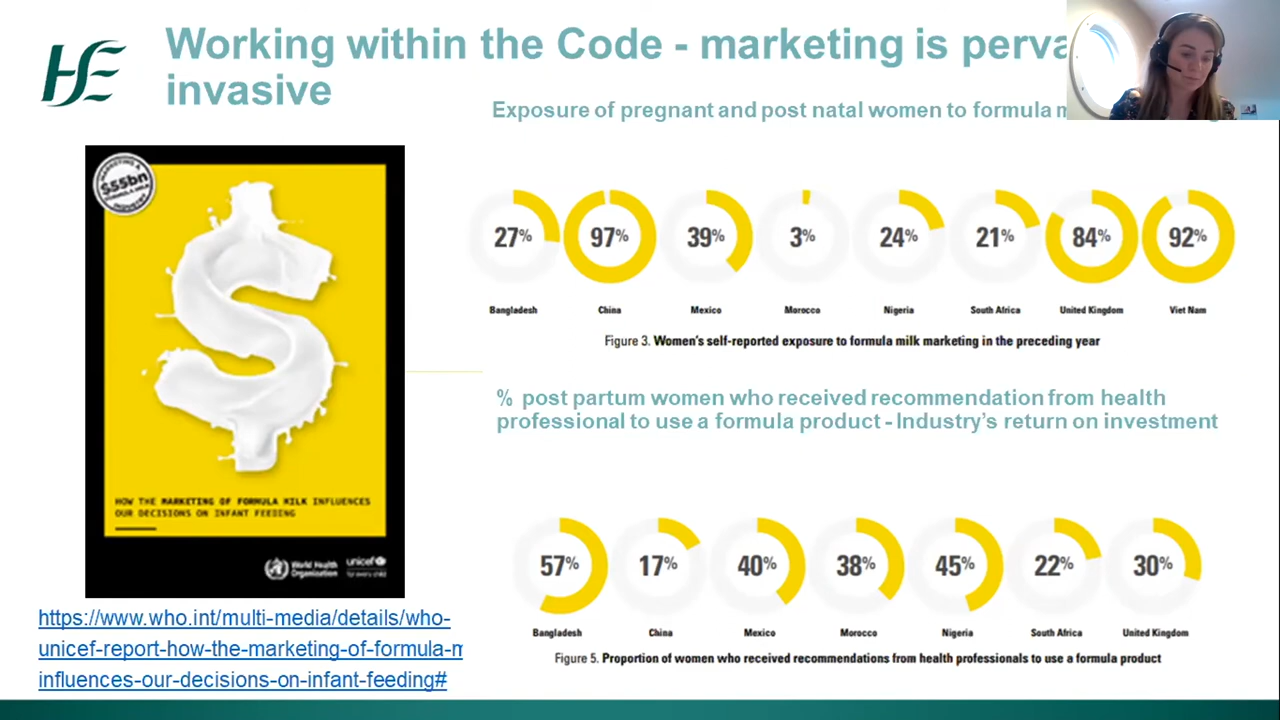 HSE
Working within the Code - marketing is
invasive
Exposure of pregnant and post natal women to formula
$55bn
27%
97%
39%
3%
24%
21%
84%
92%
Bangladesh
China
Mexico
Morocco
Nigeria
South Africa
United Kingdom
Viet Nam
Figure 3. Women's self-reported exposure to formula milk marketing in the preceding year
% post partum women who received recommendation from health
professional to use a formula product - Industry's return on investment
HOW THE MARKETING OF FORMULA MILK INFLUENCES
OUR DECISIONS ON INFANT FEEDING
World Health
Organization
unicef
for every child
57%
17%
40%
38%
45%
22%
30%
Bangladesh
China
Mexico
Morocco
Nigeria
South Africa
United Kingdom
Figure 5. Proportion of women who received recommendations from health professionals to use a formula product
https://www.who.int/multi-media/details/who-
unicef-report-how-the-marketing-of-formula-m
influences-our-decisions-on-infant-feeding#